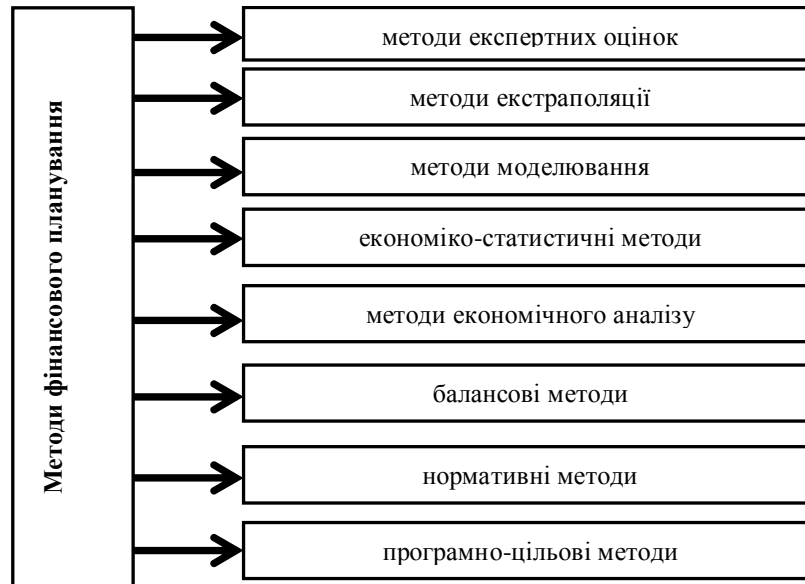 Методи фінансового планування
методи експертних оцінок
методи екстраполяції
методи моделювання
економіко-статистичні методи
методи економічного аналізу
балансові методи
нормативні методи
програмно-цільові методи